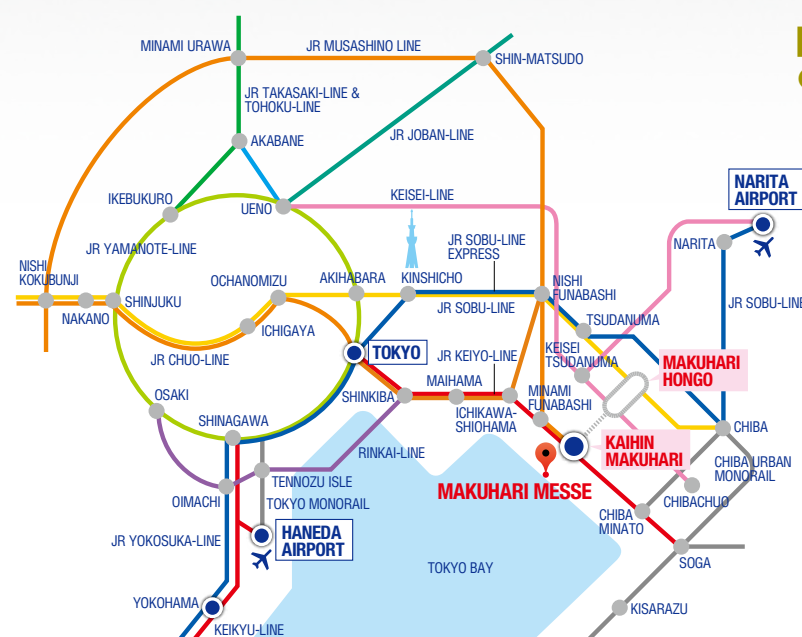 MINAMI URAWA
JR MUSASHINO LINE
SHIN-MATSUDO
JR TAKASAKI-LINE &
TOHOKU-LINE
AKABANE
JR JOBAN-LINE
IKEBUKURO
UENO
KEISEI-LINE
NARITA
AIRPORT
JR YAMANOTE-LINE
JR SOBU-LINE
EXPRESS
NARITA
NISHI
KOKUBUNJI
NAKANO
SHINJUKU
OCHANOMIZU
AKIHABARA
KINSHICHO
NISHI
FUNABASHI
JR SOBU-LINE
JR SOBU-LINE
ICHIGAYA
TSUDANUMA
JR CHUO-LINE
TOKYO
JR KEIYO-LINE
KEISEI
TSUDANUMA
MAKUHARI
HONGO
OSAKI
SHINKIBA
MAIHAMA
ICHIKAWA-
SHIOHAMA
MINAMI
FUNABASHI
SHINAGAWA
CHIBA
RINKAI-LINE
KAIHIN
MAKUHARI
CHIBA URBAN
MONORAIL
OIMACHI
TENNOZU ISLE
TOKYO MONORAIL
MAKUHARI MESSE
CHIBACHUO
CHIBA
MINATO
JR YOKOSUKA-LINE
HANEDA
AIRPORT
TOKYO BAY
SOGA
YOKOHAMA
KEIKYU-LINE
KISARAZU